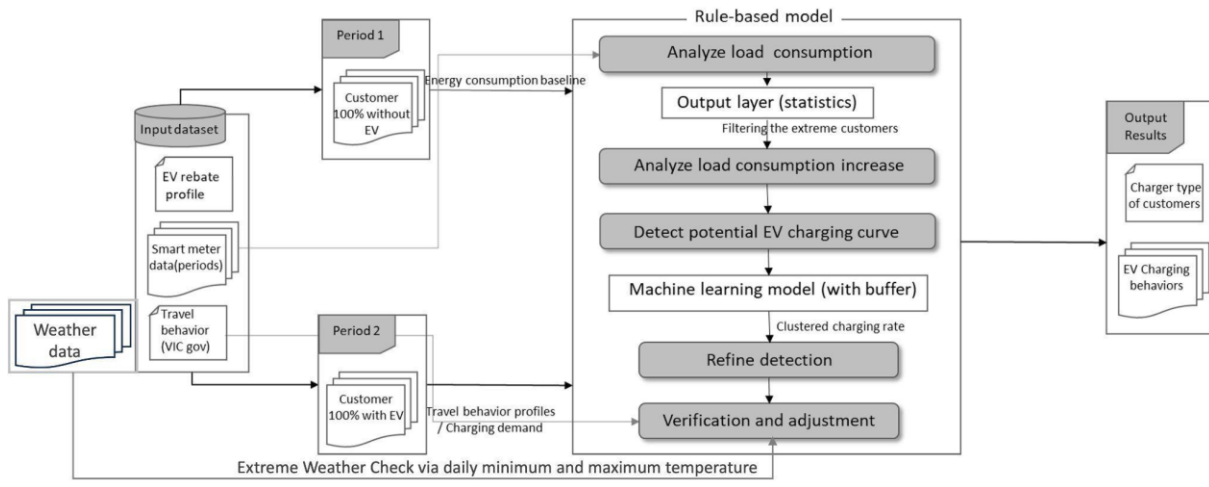 Rule-based model
Period 1
Customer
100% without
EV
Energy consumption baseline
Input dataset
EV rebate
profile
Smart meter
data(periods)
Travel
behavior
(VIC gov)
Weather
data
Period 2
Customer
100% with EV
Travel behavior profiles
/ Charging demand
Extreme Weather Check via daily minimum and maximum temperature
Analyze load consumption
Output layer (statistics)
Filtering the extreme customers
Analyze load consumption increase
Detect potential EV charging curve
Machine learning model (with buffer)
Clustered charging rate
Refine detection
Verification and adjustment
Output
Results
Charger type
of customers
EV Charging
behaviors